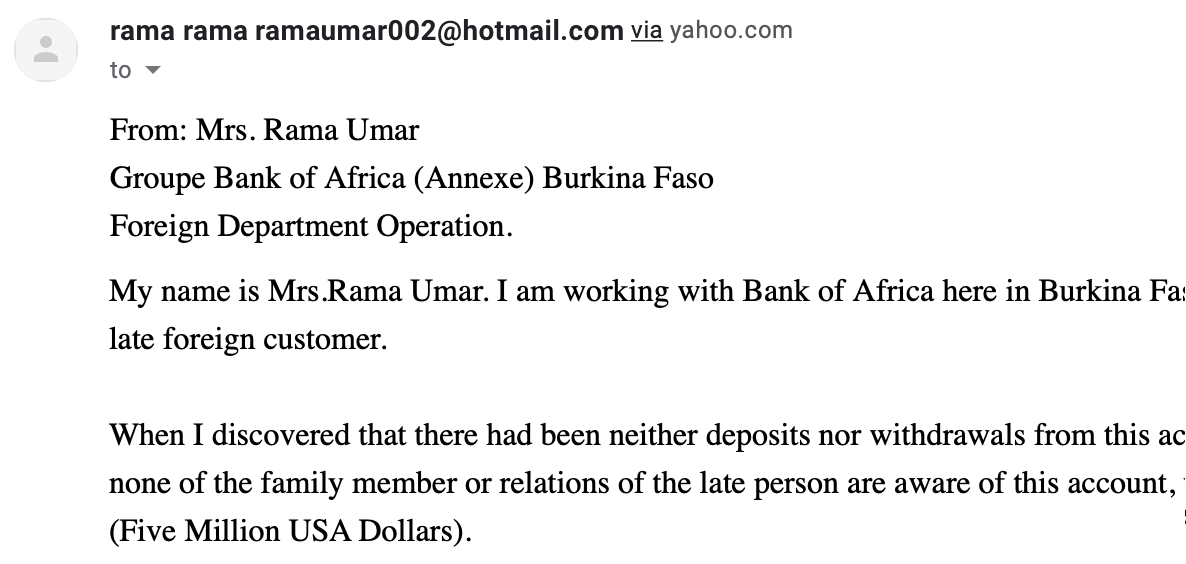 rama rama ramaumar002@hotmail.com via yahoo.com
to
From: Mrs. Rama Umar
Groupe Bank of Africa (Annexe) Burkina Faso
Foreign Department Operation.
My name is Mrs.Rama Umar. I am working with Bank of Africa here in Burkina
late foreign customer.
When I discovered that there had been neither deposits nor withdrawals from this
none of the family member or relations of the late person are aware of this account,
(Five Million USA Dollars).